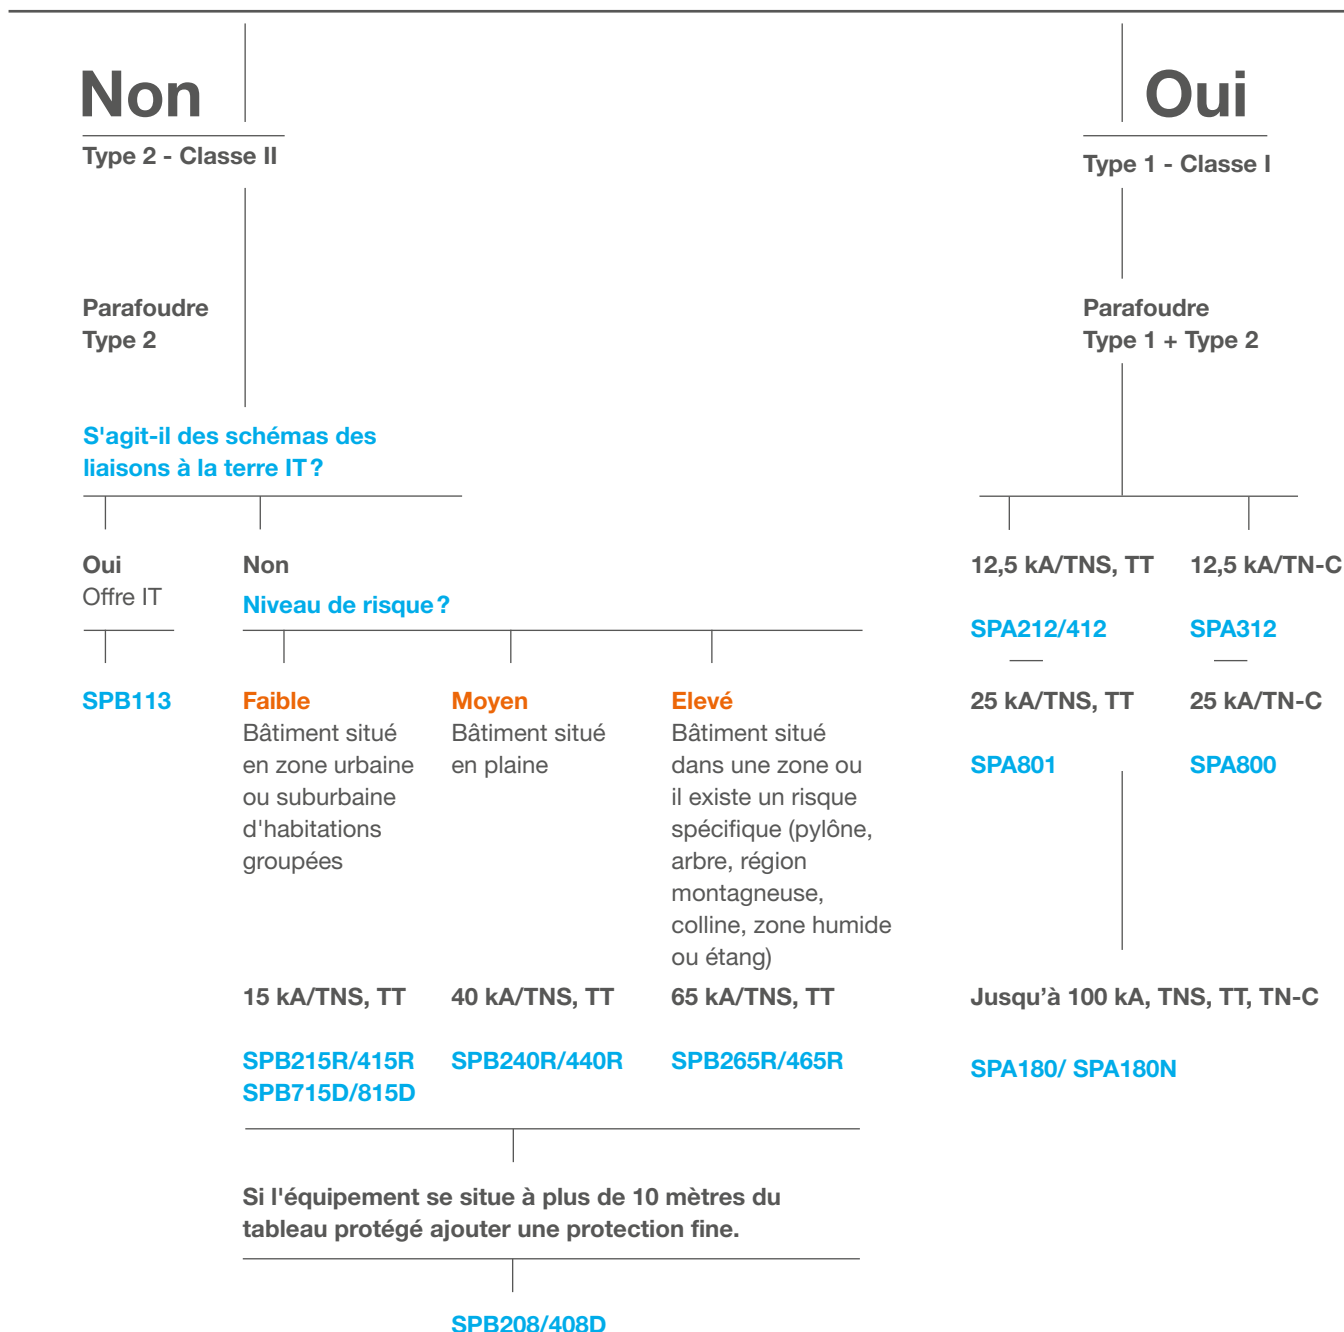 Non
Type 2 - Classe II
Parafoudre
Type 2
S'agit-il des schémas des
liaisons à la terre IT ?
Oui
Offre IT
SPB113
Non
Niveau de risque ?
Faible
Bâtiment situé
en zone urbaine
ou suburbaine
d'habitations
groupées
15 kA/TNS, TT
SPB215R/415R
SPB715D/815D
Moyen
Bâtiment situé
en plaine
40 kA/TNS, TT
SPB240R/440R
Elevé
Bâtiment situé
dans une zone ou
il existe un risque
spécifique (pylône,
arbre, région
montagneuse,
colline, zone humide
ou étang)
65 kA/TNS, TT
SPB265R/465R
Si l'équipement se situe à plus de 10 mètres du
tableau protégé ajouter une protection fine.
SPB208/408D
Oui
Type 1 - Classe I
Parafoudre
Type 1 + Type 2
12,5 kA/TNS, TT
SPA212/412
25 kA/TNS, TT
SPA801
12,5 kA/TN-C
SPA312
25 kA/TN-C
SPA800
Jusqu’à 100 kA, TNS, TT, TN-C
SPA180/ SPA180N